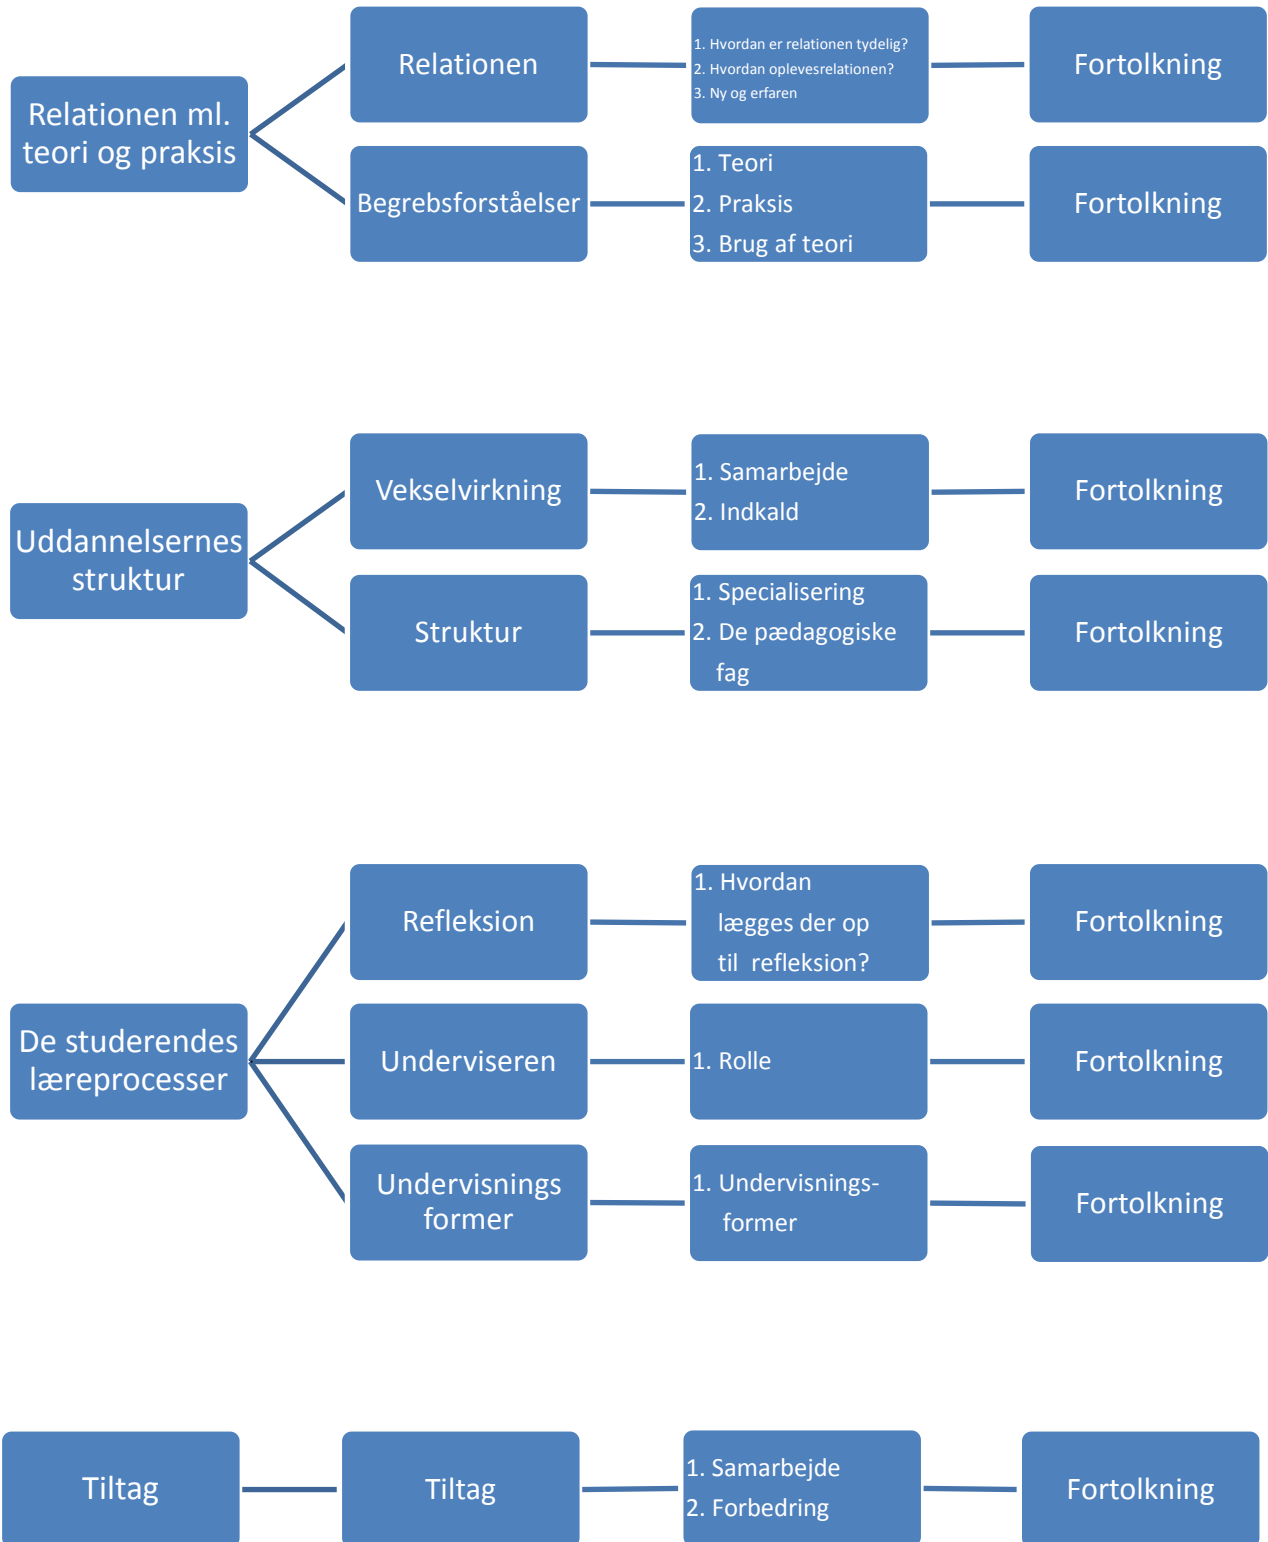 Relationen ml.
teori og praksis
Relationen
1. Hvordan er relationen tydelig?
2. Hvordan oplevesrelationen?
3. Ny og erfaren
Fortolkning
Begrebsforståelser
1. Teori
2. Praksis
3. Brug af teori
Fortolkning
Uddannelsernes
struktur
Vekselvirkning
1. Samarbejde
2. Indkald
Fortolkning
Struktur
1. Specialisering
2. De pædagogiske
fag
Fortolkning
De studerendes
læreprocesser
Refleksion
1. Hvordan
lægges der op
til refleksion?
Fortolkning
Underviseren
1. Rolle
Fortolkning
Undervisnings
former
1. Undervisnings-
former
Fortolkning
Tiltag
Tiltag
1. Samarbejde
2. Forbedring
Fortolkning